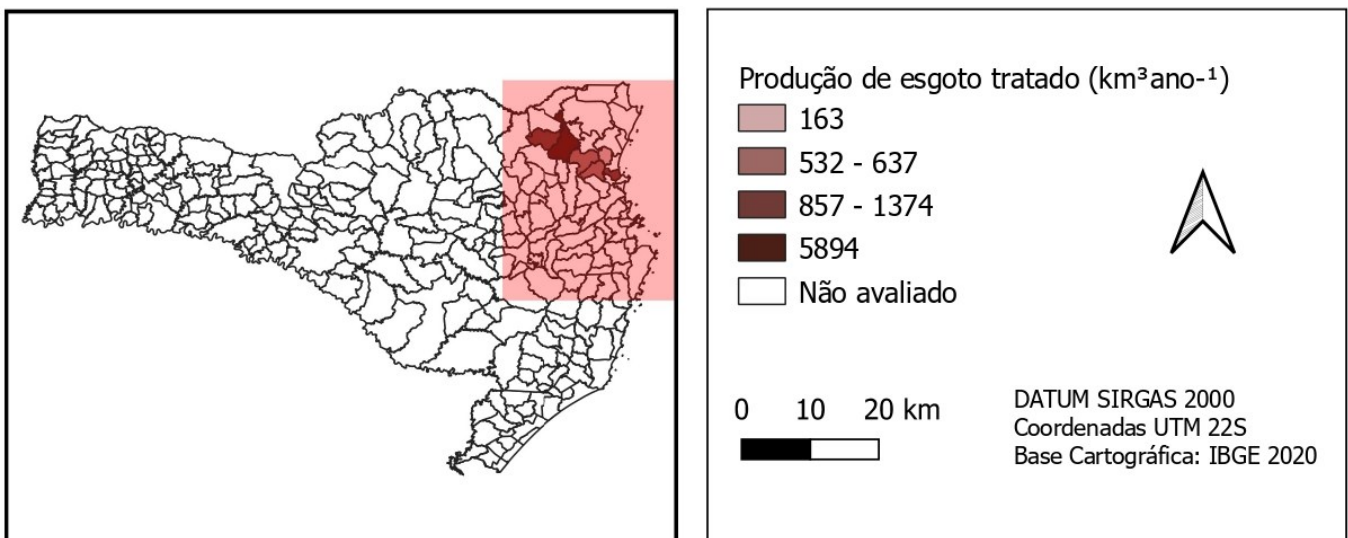 Produção de esgoto tratado (km³ano-¹)
163
532 - 637
857 - 1374
5894
Não avaliado
0 10 20 km
DATUM SIRGAS 2000
Coordenadas UTM 22S
Base Cartográfica: IBGE 2020